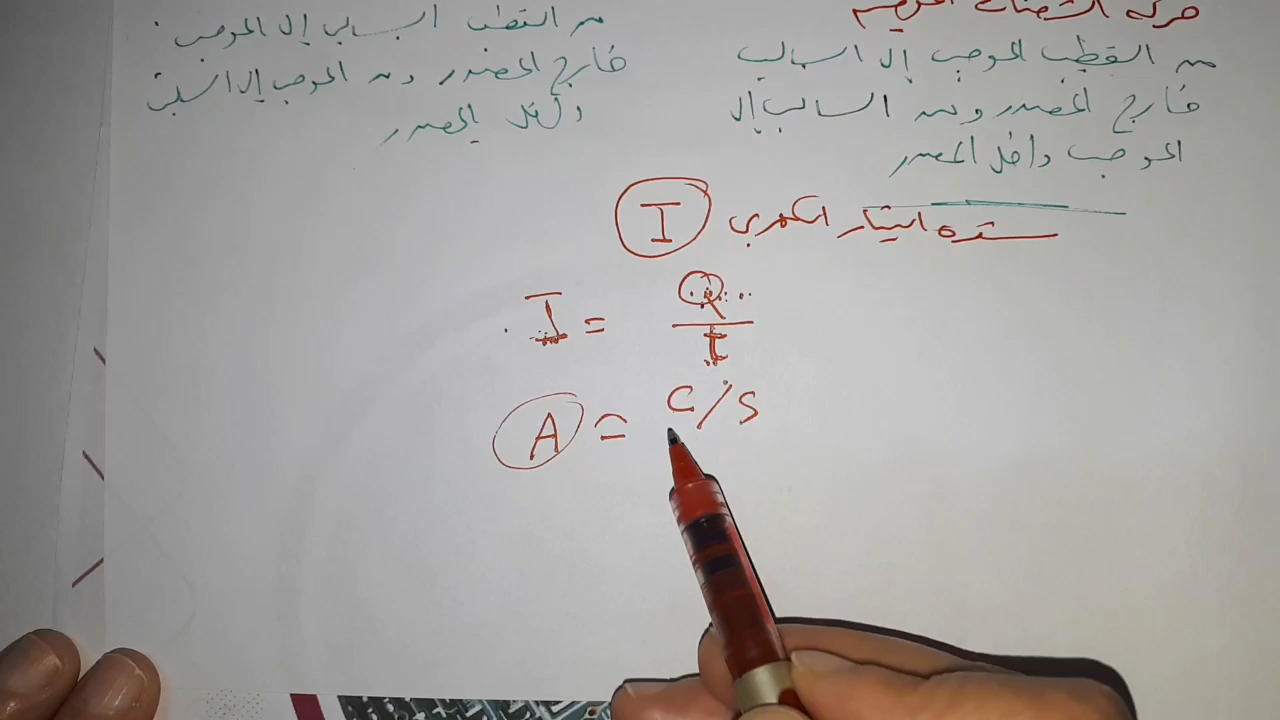 حركة الشحنات الموجبة
من القطب الموجب إلى السالب
خارج المصدر ومن السالب إلى
الموجب داخل المصدر
من القطب السالب إلى الموجب
خارج المصدر ومن الموجب إلى السالب
داخل المصدر
شدة التيار الكهربي I
I = Q / t
A = C/S